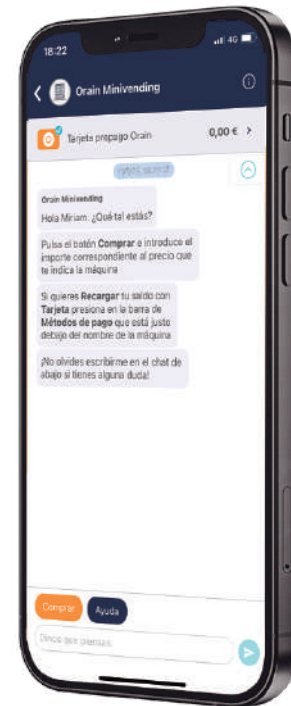 18:22
4G
Orain Minivending
Tarjeta prepago Orain 0,00 € >
Orain Minivending
Hola Miriam. ¿Qué tal estás?
Pulsa el botón Comprar e introduce el
importe correspondiente al precio que
te indica la máquina
Si quieres Recargar tu saldo con
Tarjeta presiona en la barra de
Métodos de pago que está justo
debajo del nombre de la máquina
¡No olvides escribirme en el chat de
abajo si tienes alguna duda!
Comprar Ayuda
Dinos que piensas